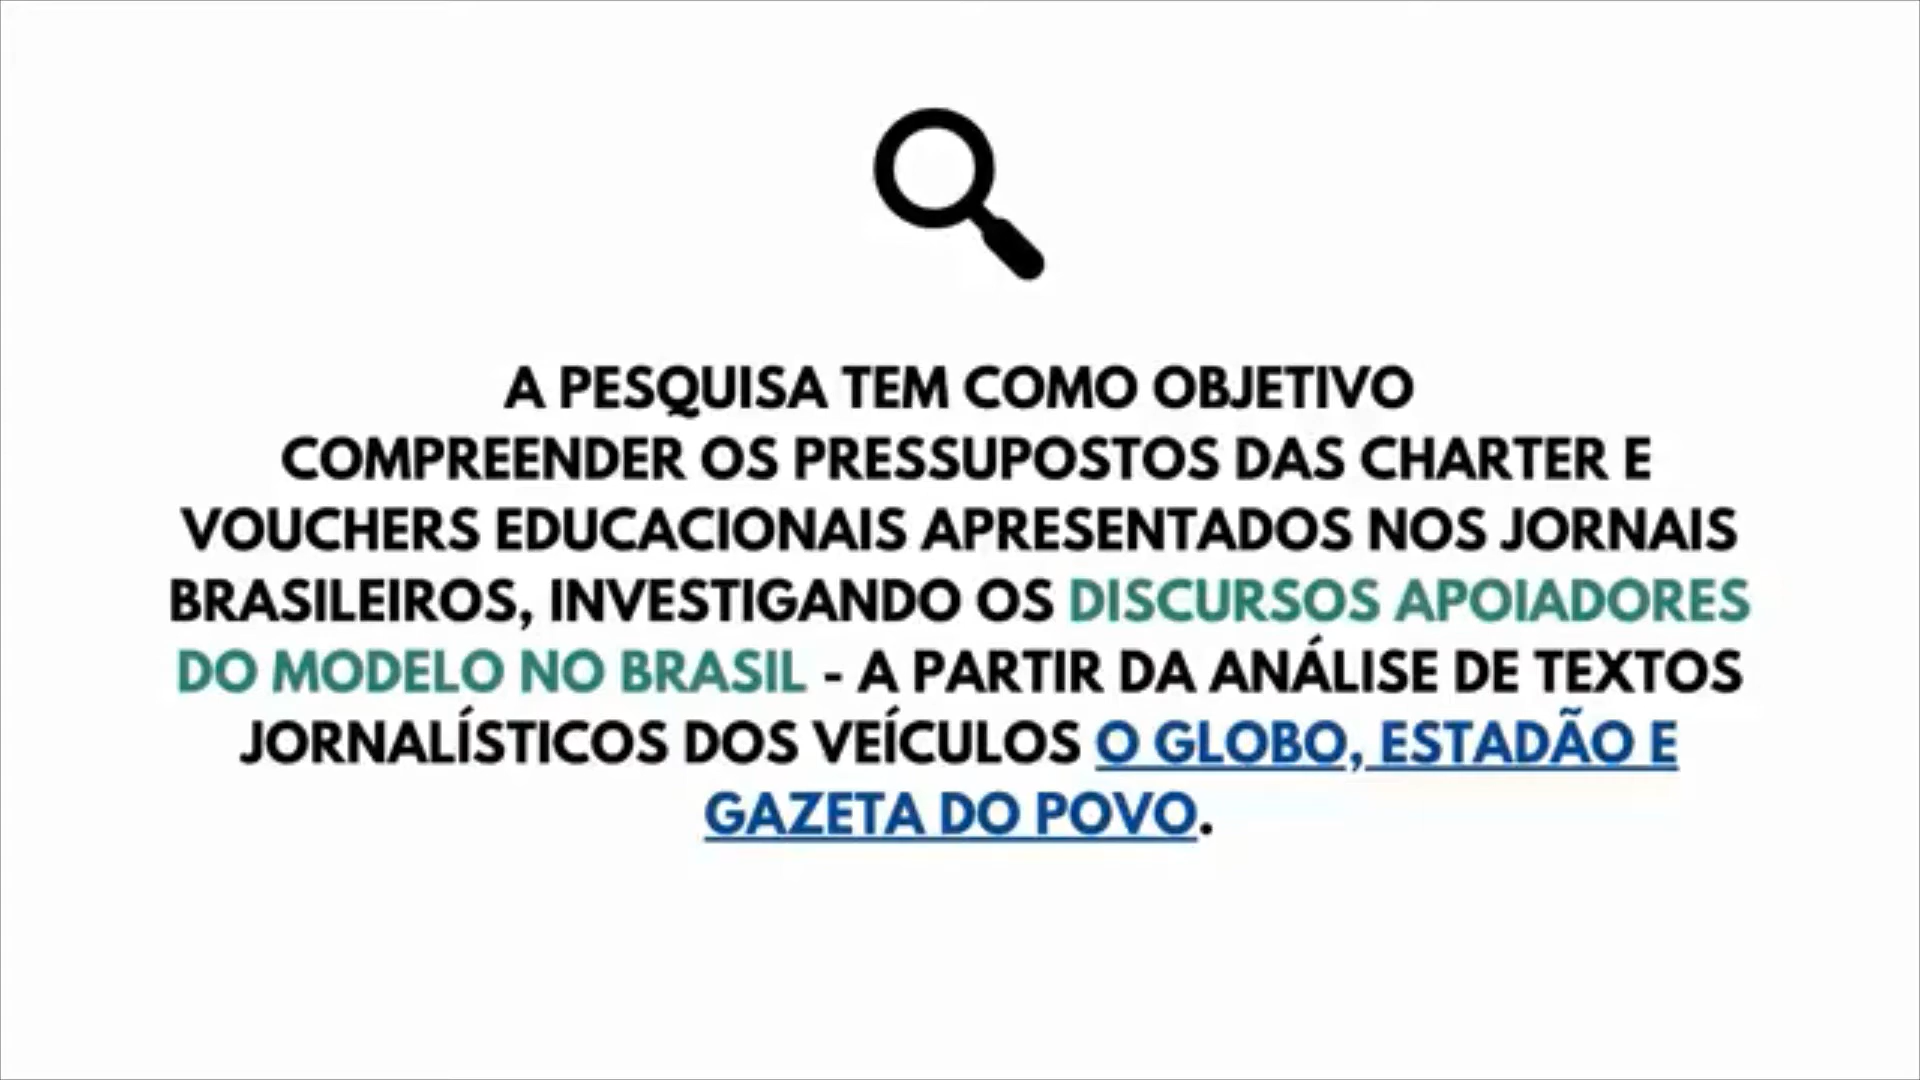 A PESQUISA TEM COMO OBJETIVO
COMPREENDER OS PRESSUPOSTOS DAS CHARTER E
VOUCHERS EDUCACIONAIS APRESENTADOS NOS JORNAIS
BRASILEIROS, INVESTIGANDO OS DISCURSOS APOIADORES
DO MODELO NO BRASIL - A PARTIR DA ANÁLISE DE TEXTOS
JORNALÍSTICOS DOS VEÍCULOS O GLOBO, ESTADÃO E
GAZETA DO POVO.